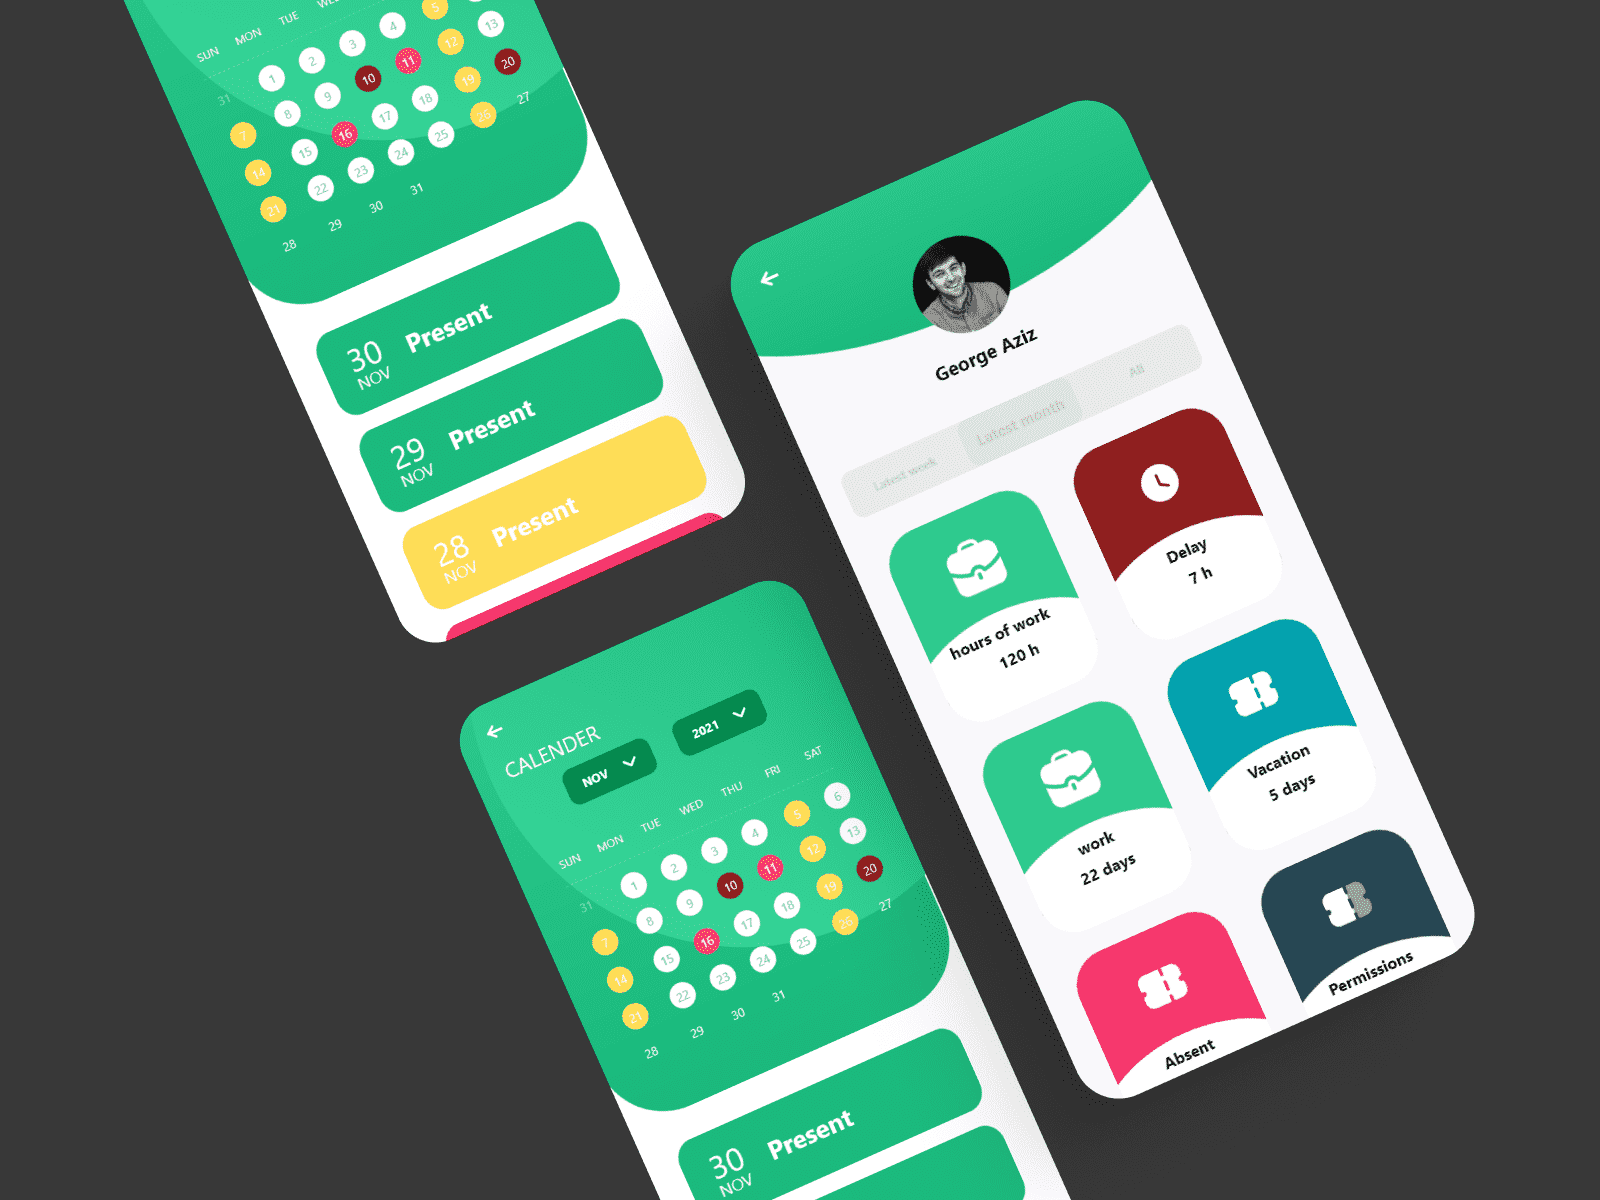 SUN MON TUE
31 1 2 3 4 5
7 8 9 10 11 12 13
14 15 16 17 18 19 20
21 22 23 24 25 26 27
28 29 30 31
30
NOV
Present
29
NOV
Present
28
NOV
Present
CALENDER
NOV
2021
SUN MON TUE WED THU FRI SAT
31 1 2 3 4 5 6
7 8 9 10 11 12 13
14 15 16 17 18 19 20
21 22 23 24 25 26 27
28 29 30 31
30
NOV
Present
George Aziz
Latest week
Latest month
All
hours of work
120 h
Delay
7 h
work
22 days
Vacation
5 days
Absent
Permissions